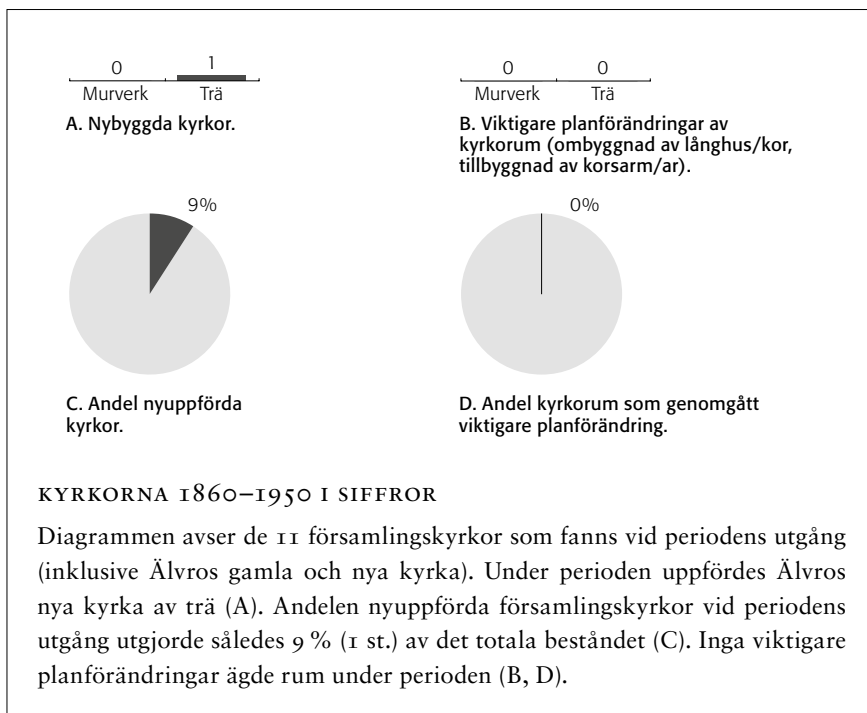 0 1
Murverk Trä
A. Nybyggda kyrkor.
0 0
Murverk Trä
B. Viktigare planförändringar av
kyrkorum (ombyggnad av långhus/kor,
tillbyggnad av korsarm/ar).
9%
C. Andel nyuppförda
kyrkor.
0%
D. Andel kyrkorum som genomgått
viktigare planförändring.
KYRKORNA 1860–1950 I SIFFROR
Diagrammen avser de 11 församlingskyrkor som fanns vid periodens utgång
(inklusive Älvros gamla och nya kyrka). Under perioden uppfördes Älvros
nya kyrka av trä (A). Andelen nyuppförda församlingskyrkor vid periodens
utgång utgjorde således 9 % (1 st.) av det totala beståndet (C). Inga viktigare
planförändringar ägde rum under perioden (B, D).